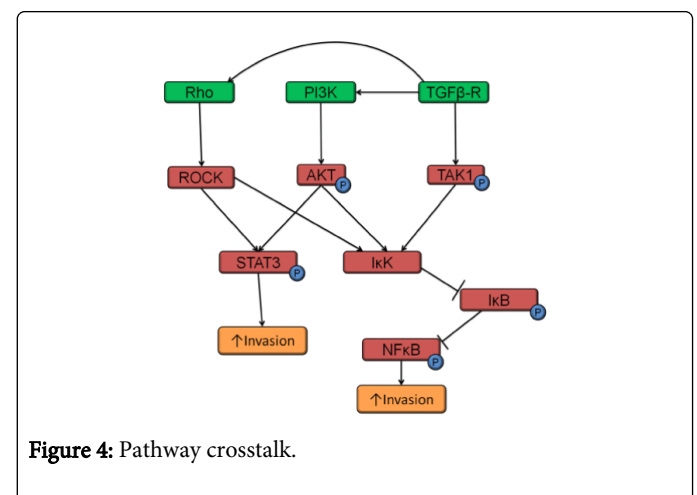 Rho PI3K TGFβ-R
ROCK AKT P TAK1 P
STAT3 P IκK
IκB P
↑Invasion
NFκB P
↑Invasion
Figure 4: Pathway crosstalk.